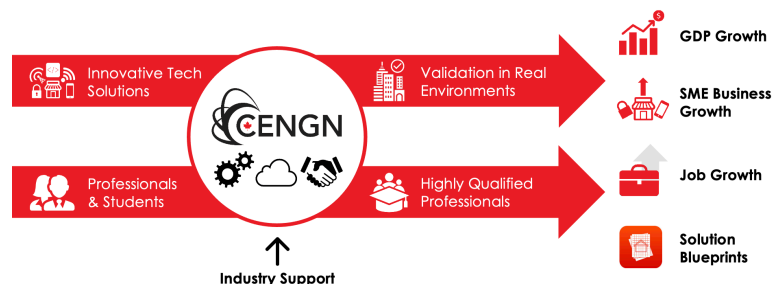 Innovative Tech
Solutions
Validation in Real
Environments
CENGN
Professionals
& Students
Highly Qualified
Professionals
Industry Support
$
GDP Growth
SME Business
Growth
Job Growth
Solution
Blueprints